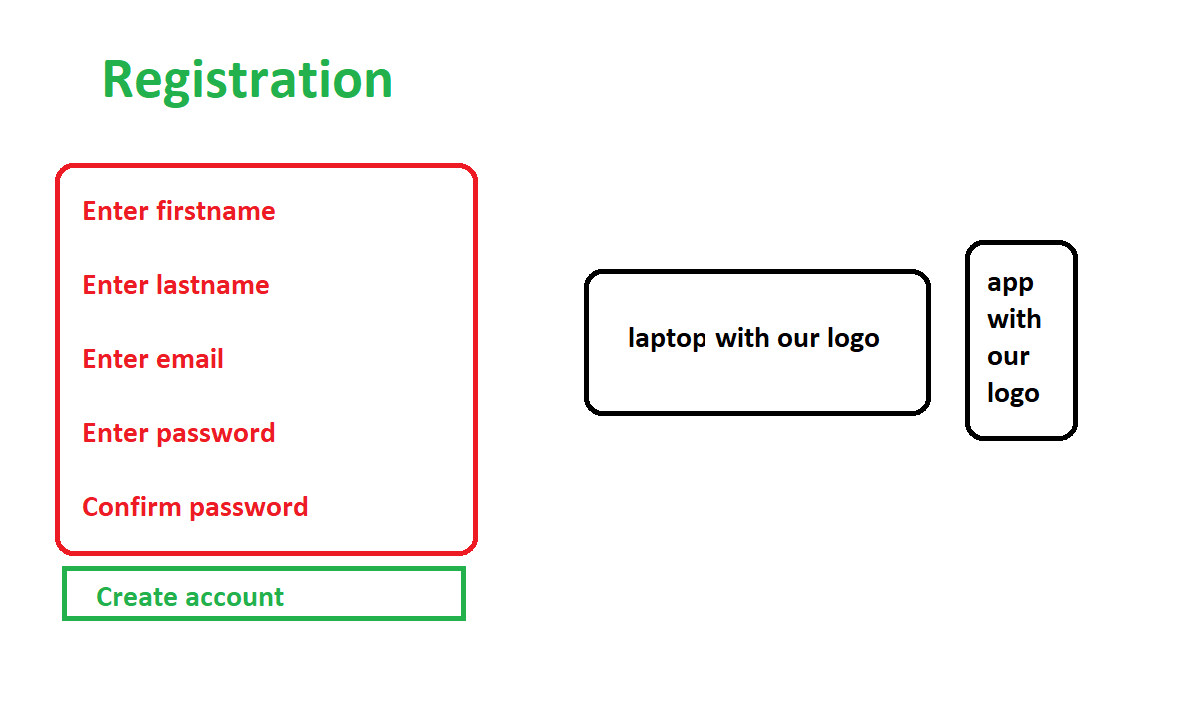 Registration
Enter firstname
Enter lastname
Enter email
Enter password
Confirm password
Create account
laptop with our logo
app
with
our
logo